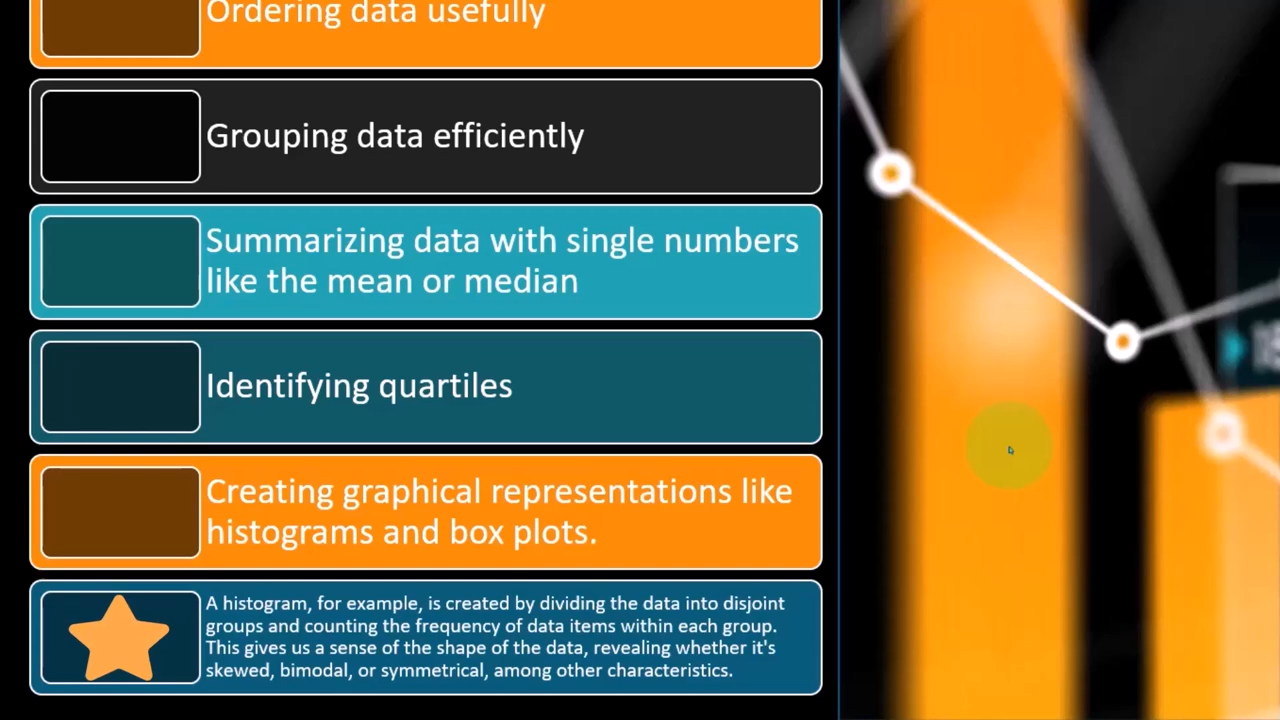 Ordering data usefully
Grouping data efficiently
Summarizing data with single numbers
like the mean or median
Identifying quartiles
Creating graphical representations like
histograms and box plots.
A histogram, for example, is created by dividing the data into disjoint
groups and counting the frequency of data items within each group.
This gives us a sense of the shape of the data, revealing whether it's
skewed, bimodal, or symmetrical, among other characteristics.